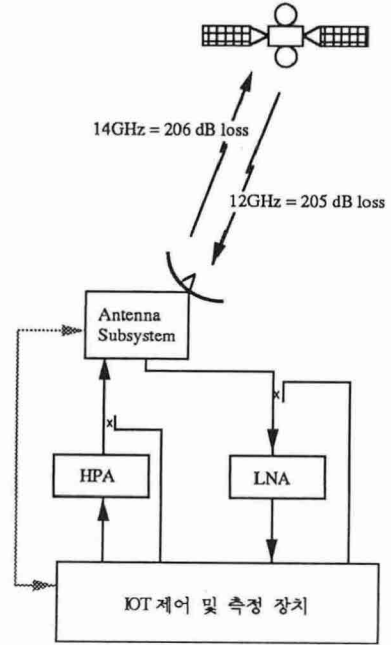 14GHz = 206 dB loss
12GHz = 205 dB loss
Antenna
Subsystem
x
x
HPA
LNA
IOT 제어 및 측정 장치